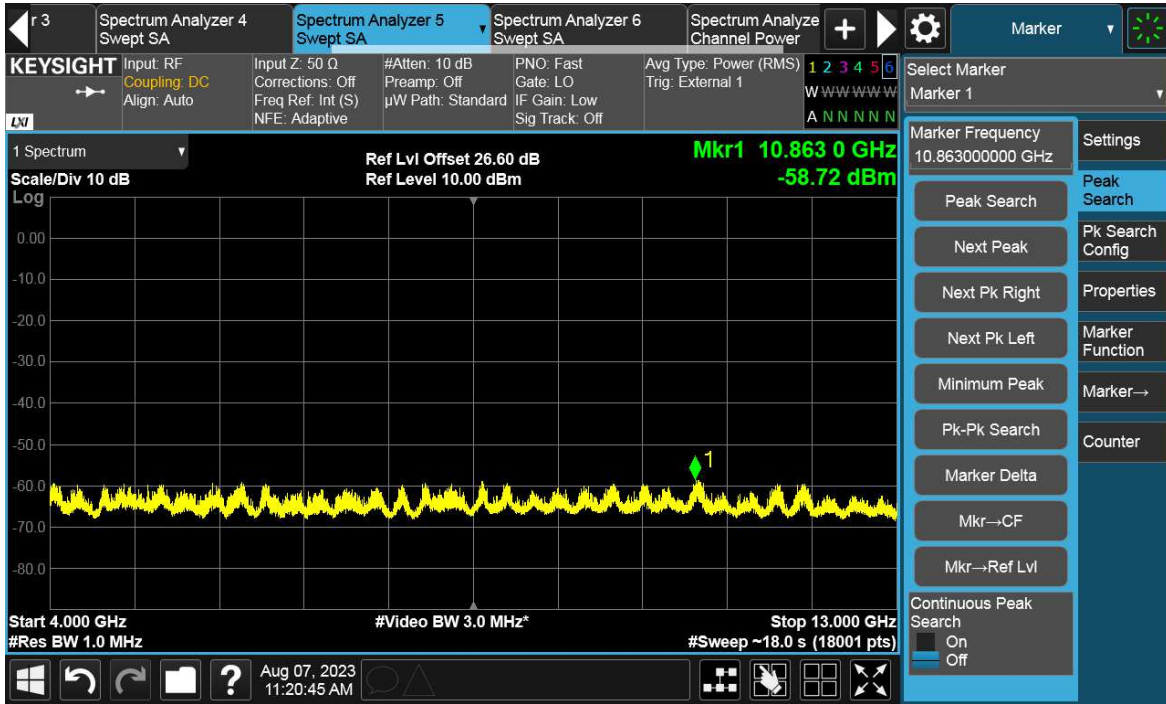 r 3
Spectrum Analyzer 4
Swept SA
Spectrum Analyzer 5
Swept SA
Spectrum Analyzer 6
Swept SA
Spectrum Analyze
Channel Power
+
Marker
KEYSIGHT
LXI
Input: RF
Coupling: DC
Align: Auto
Input Z: 50 Ω
Corrections: Off
Freq Ref: Int (S)
NFE: Adaptive
#Atten: 10 dB
Preamp: Off
µW Path: Standard
PNO: Fast
Gate: LO
IF Gain: Low
Sig Track: Off
Avg Type: Power (RMS)
Trig: External 1
1 2 3 4 5 6
W W W W W W
A N N N N N
Select Marker
Marker 1
1 Spectrum
Scale/Div 10 dB
Log
Ref Lvl Offset 26.60 dB
Ref Level 10.00 dBm
Mkr1 10.863 0 GHz
-58.72 dBm
0.00
-10.0
-20.0
-30.0
-40.0
-50.0
-60.0
-70.0
-80.0
1
Start 4.000 GHz
#Res BW 1.0 MHz
#Video BW 3.0 MHz*
Stop 13.000 GHz
#Sweep ~18.0 s (18001 pts)
Marker Frequency
10.863000000 GHz
Peak Search
Next Peak
Next Pk Right
Next Pk Left
Minimum Peak
Pk-Pk Search
Marker Delta
Mkr→CF
Mkr→Ref Lvl
Continuous Peak
Search
On
Off
Settings
Peak
Search
Pk Search
Config
Properties
Marker
Function
Marker→
Counter
?
Aug 07, 2023
11:20:45 AM